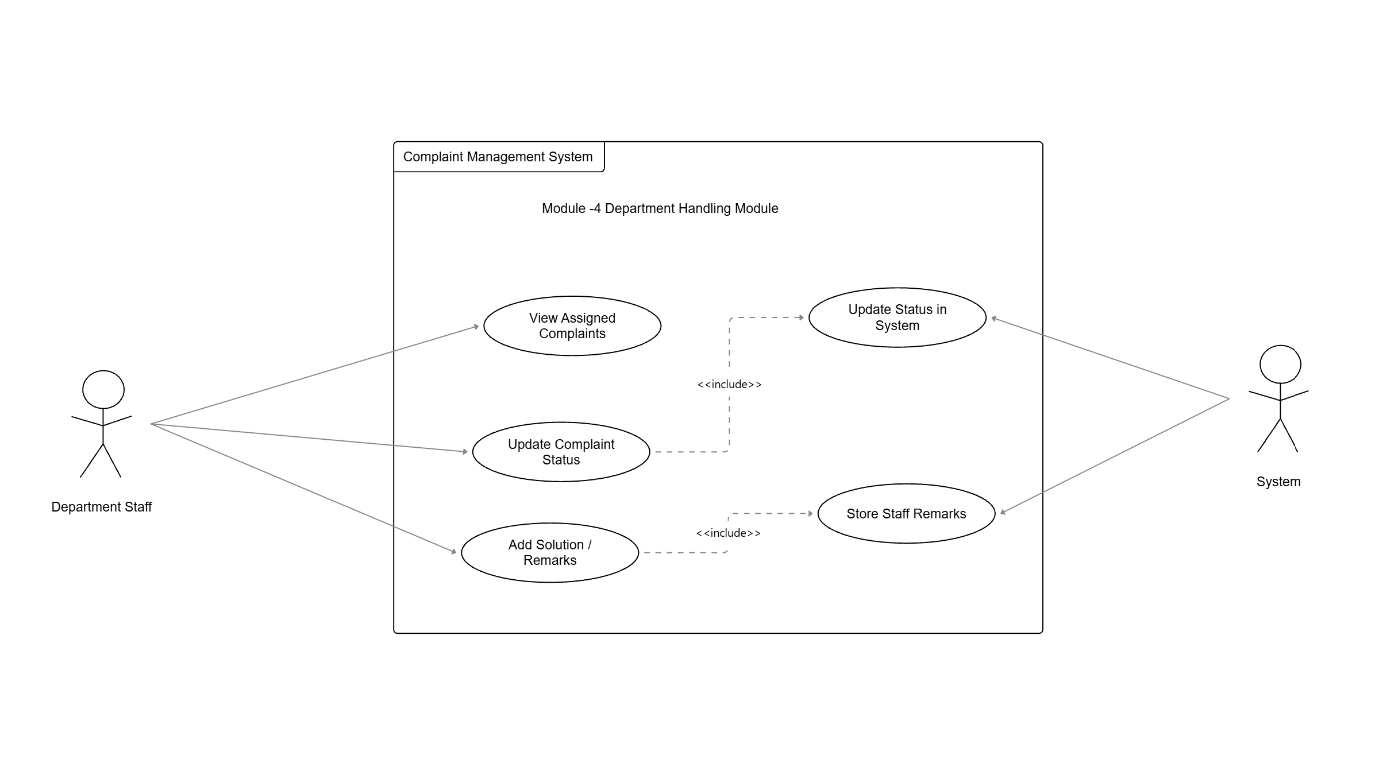 Complaint Management System
Module -4 Department Handling Module
View Assigned
Complaints
Update Status in
System
<<include>>
Update Complaint
Status
Department Staff
System
Store Staff Remarks
<<include>>
Add Solution /
Remarks